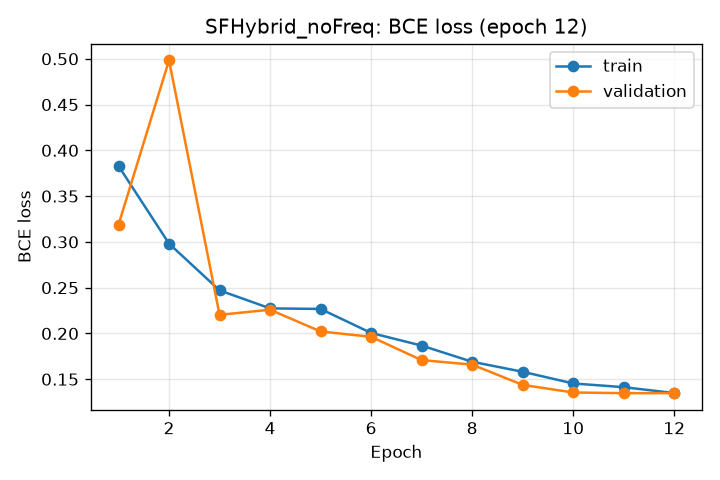 SFHybrid_noFreq: BCE loss (epoch 12)
train
validation
BCE loss
0.50
0.45
0.40
0.35
0.30
0.25
0.20
0.15
2 4 6 8 10 12
Epoch